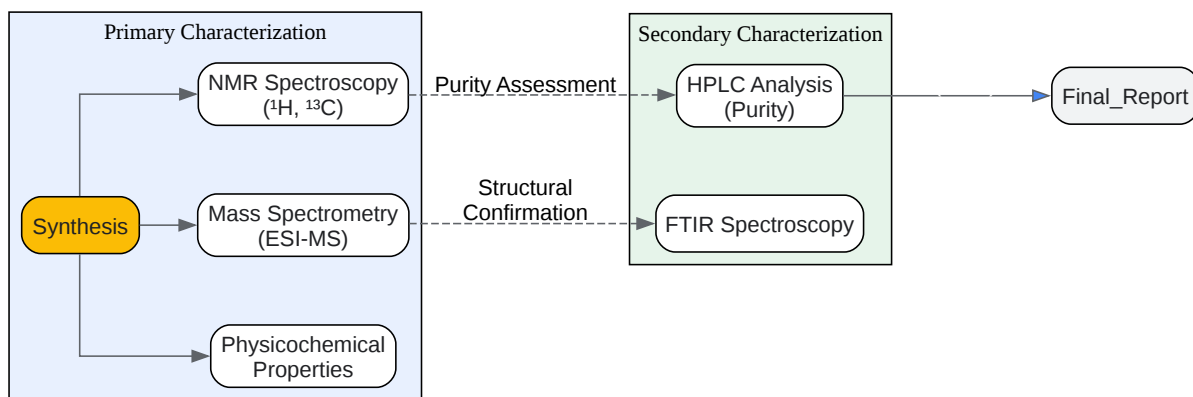 Primary Characterization
Secondary Characterization
NMR Spectroscopy
(¹H, ¹³C)
Purity Assessment
HPLC Analysis
(Purity)
Final_Report
Synthesis
Mass Spectrometry
(ESI-MS)
Structural
Confirmation
FTIR Spectroscopy
Physicochemical
Properties